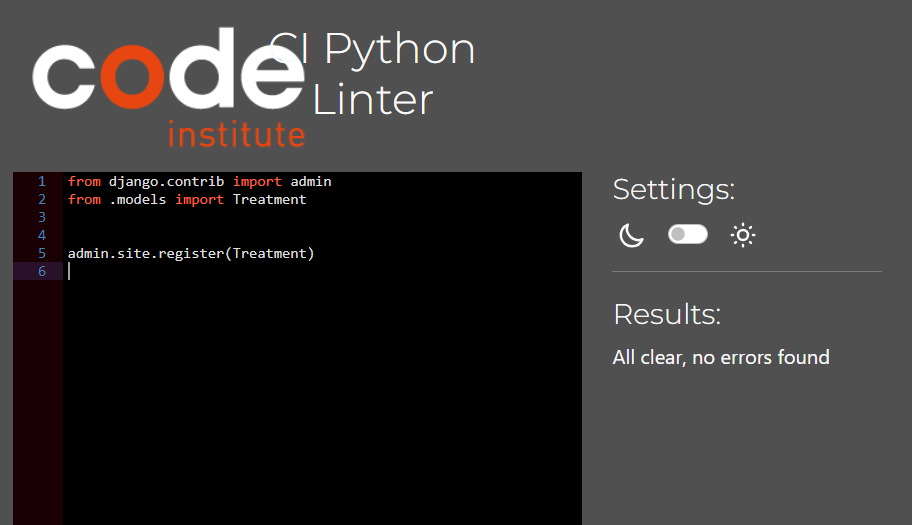 code
institute
CI Python
Linter
1 from django.contrib import admin
2 from .models import Treatment
3
4
5 admin.site.register(Treatment)
6
Settings:
Results:
All clear, no errors found